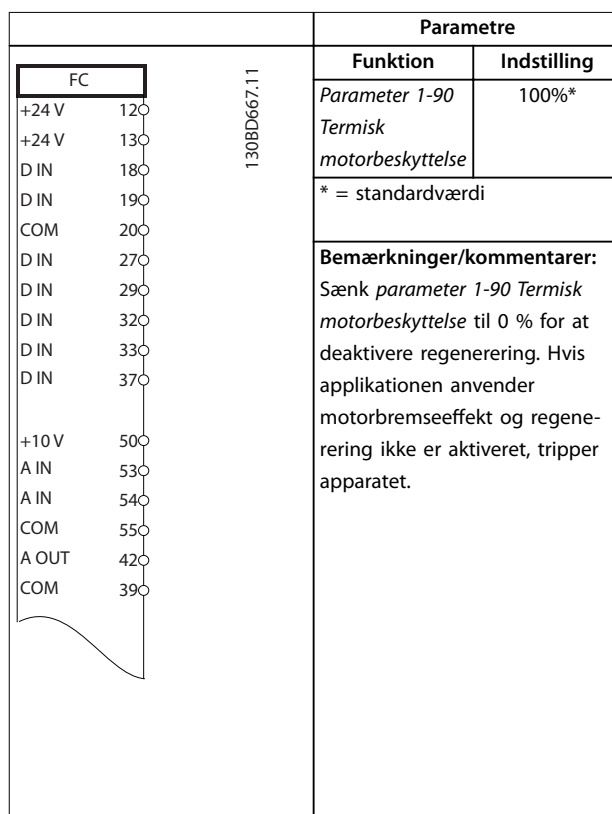 Parametre
Funktion Indstilling
FC
130BD667.11
+24 V 12
+24 V 13
D IN 18
D IN 19
COM 20
D IN 27
D IN 29
D IN 32
D IN 33
D IN 37
+10 V 50
A IN 53
A IN 54
COM 55
A OUT 42
COM 39
Parameter 1-90 100%*
Termisk
motorbeskyttelse
* = standardværdi
Bemærkninger/kommentarer:
Sænk parameter 1-90 Termisk
motorbeskyttelse til 0 % for at
deaktivere regenerering. Hvis
applikationen anvender
motorbremseeffekt og regene-
rering ikke er aktiveret, tripper
apparatet.